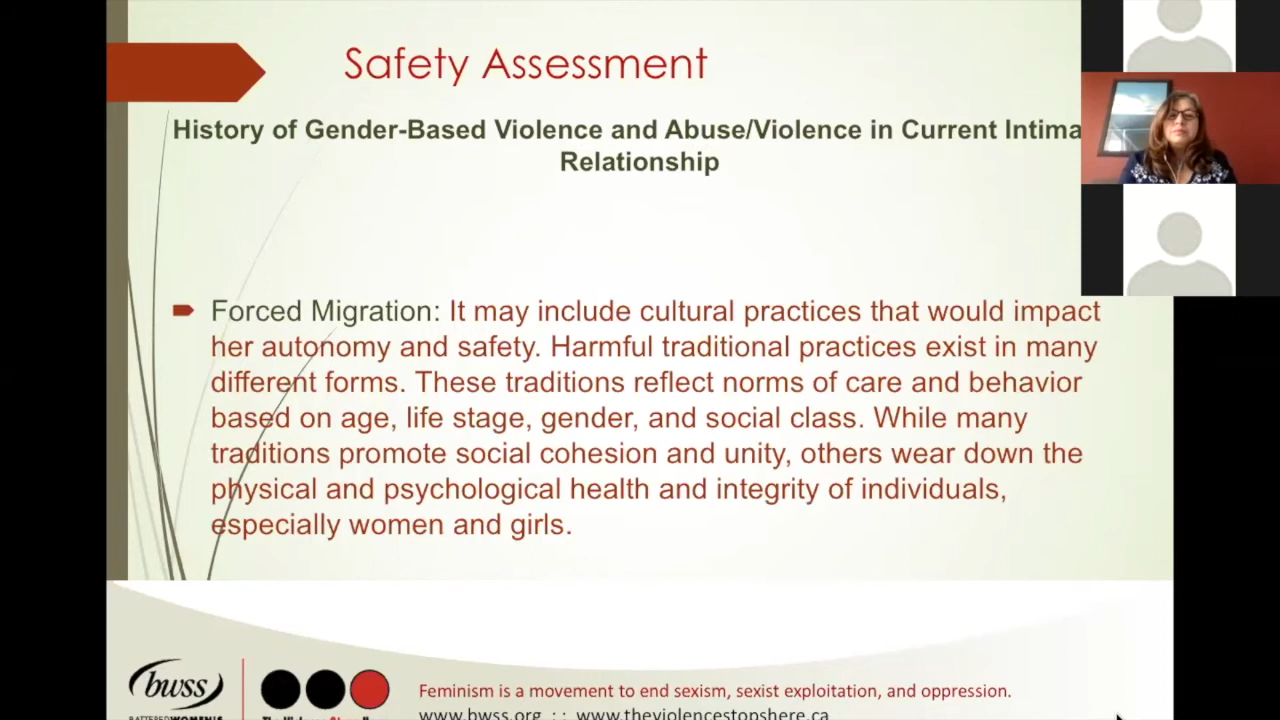 Safety Assessment
History of Gender-Based Violence and Abuse/Violence in Current Intima
Relationship
Forced Migration: It may include cultural practices that would impact
her autonomy and safety. Harmful traditional practices exist in many
different forms. These traditions reflect norms of care and behavior
based on age, life stage, gender, and social class. While many
traditions promote social cohesion and unity, others wear down the
physical and psychological health and integrity of individuals,
especially women and girls.
bwss
BATTERED WOMEN'S
Feminism is a movement to end sexism, sexist exploitation, and oppression.
www.bwss.org :: www.theviolencestopshere.ca